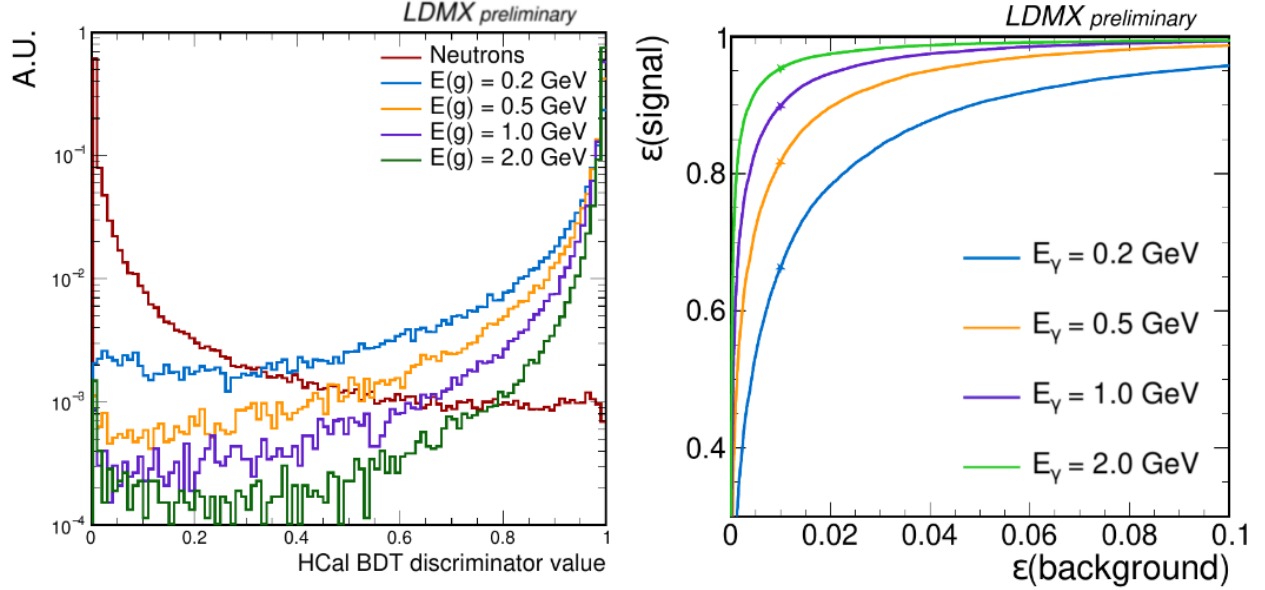 LDMX preliminary
A.U.
1
10⁻¹
10⁻²
10⁻³
10⁻⁴
Neutrons
E(g) = 0.2 GeV
E(g) = 0.5 GeV
E(g) = 1.0 GeV
E(g) = 2.0 GeV
0 0.2 0.4 0.6 0.8 1
HCal BDT discriminator value
LDMX preliminary
ε(signal)
1
0.8
0.6
0.4
Eγ = 0.2 GeV
Eγ = 0.5 GeV
Eγ = 1.0 GeV
Eγ = 2.0 GeV
0 0.02 0.04 0.06 0.08 0.1
ε(background)